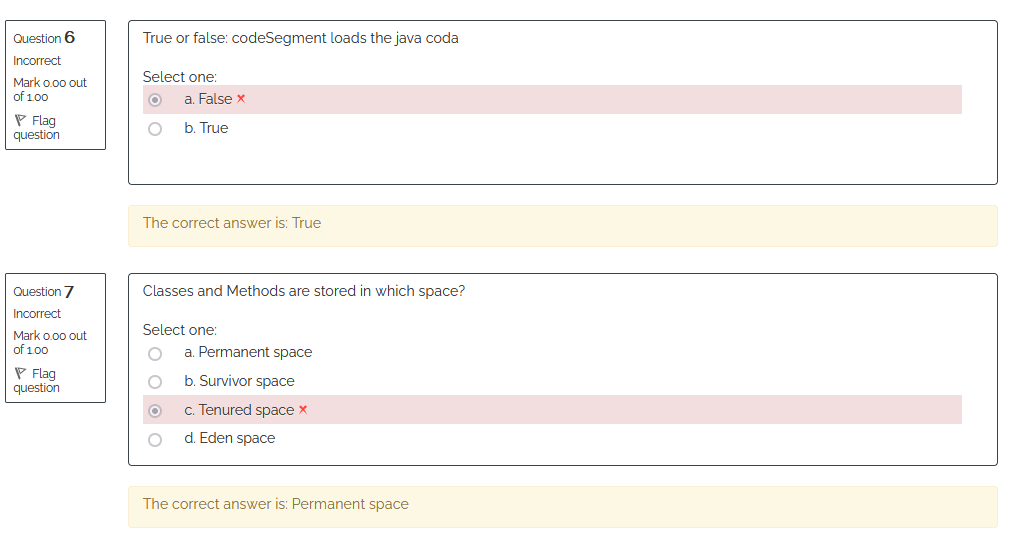 Question 6
Incorrect
Mark 0.00 out
of 1.00
Flag
question
True or false: codeSegment loads the java coda
Select one:
a. False
b. True
The correct answer is: True
Question 7
Incorrect
Mark 0.00 out
of 1.00
Flag
question
Classes and Methods are stored in which space?
Select one:
a. Permanent space
b. Survivor space
c. Tenured space
d. Eden space
The correct answer is: Permanent space